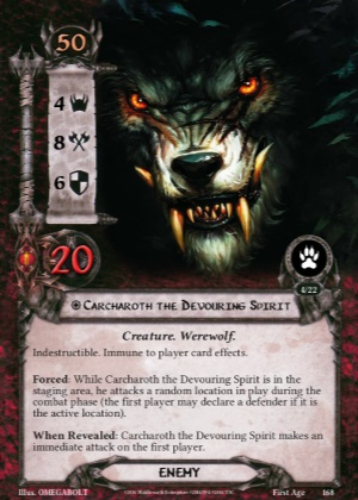 50
4
8
6
20
4/22
Carcharoth the Devouring Spirit
Creature. Werewolf.
Indestructible. Immune to player card effects.
Forced: While Carcharoth the Devouring Spirit is in the
staging area, he attacks a random location in play during the
combat phase (the first player may declare a defender if it is
the active location).
When Revealed: Carcharoth the Devouring Spirit makes an
immediate attack on the first player.
ENEMY
Illus. OMEGABOLT
First Age 168